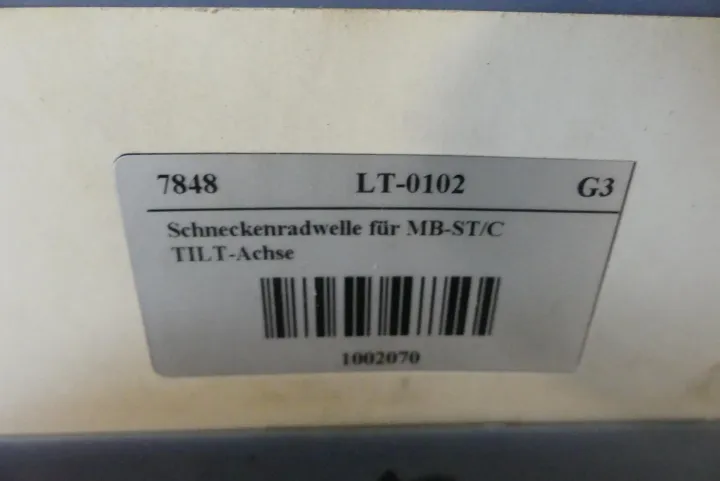 7848 LT-0102 G3
Schneckenradwelle für MB-ST/C
TILT-Achse
1002070